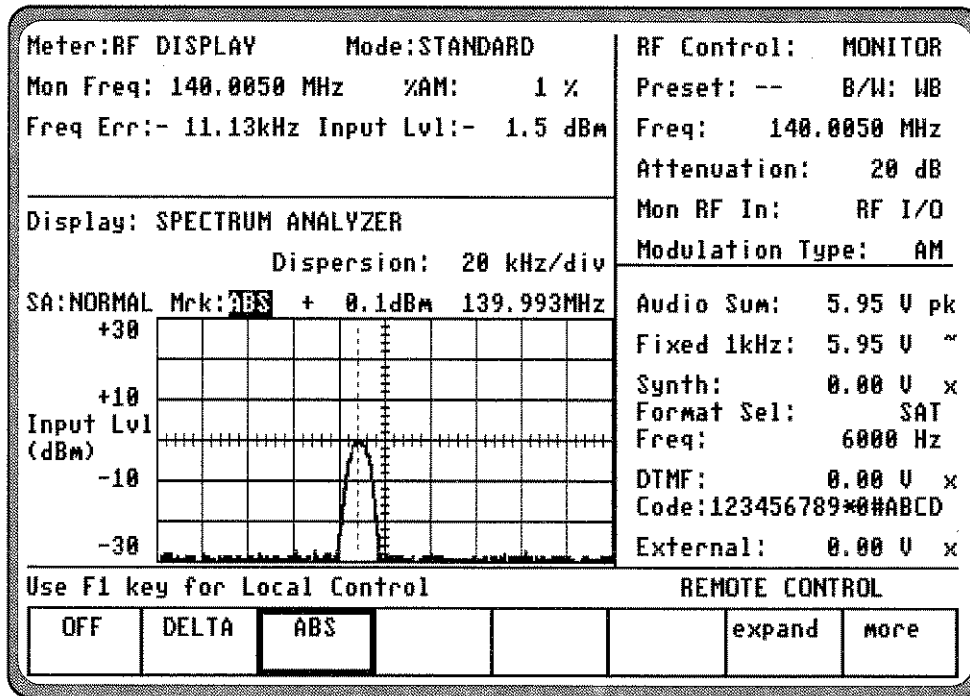 Meter:RF DISPLAY Mode:STANDARD
Mon Freq: 140.0050 MHz %AM: 1 %
Freq Err:- 11.13kHz Input Lvl:- 1.5 dBm
Display: SPECTRUM ANALYZER
Dispersion: 20 kHz/div
SA:NORMAL Mrk:ABS + 0.1dBm 139.993MHz
+30
+10
Input Lvl
(dBm)
-10
-30
RF Control: MONITOR
Preset: -- B/W: WB
Freq: 140.0050 MHz
Attenuation: 20 dB
Mon RF In: RF I/O
Modulation Type: AM
Audio Sum: 5.95 V pk
Fixed 1kHz: 5.95 V ~
Synth: 0.00 V x
Format Sel: SAT
Freq: 6000 Hz
DTMF: 0.00 V x
Code:123456789*0#ABCD
External: 0.00 V x
Use F1 key for Local Control REMOTE CONTROL
OFF DELTA ABS expand more